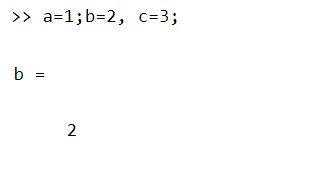 >> a=1;b=2, c=3;
b =
2